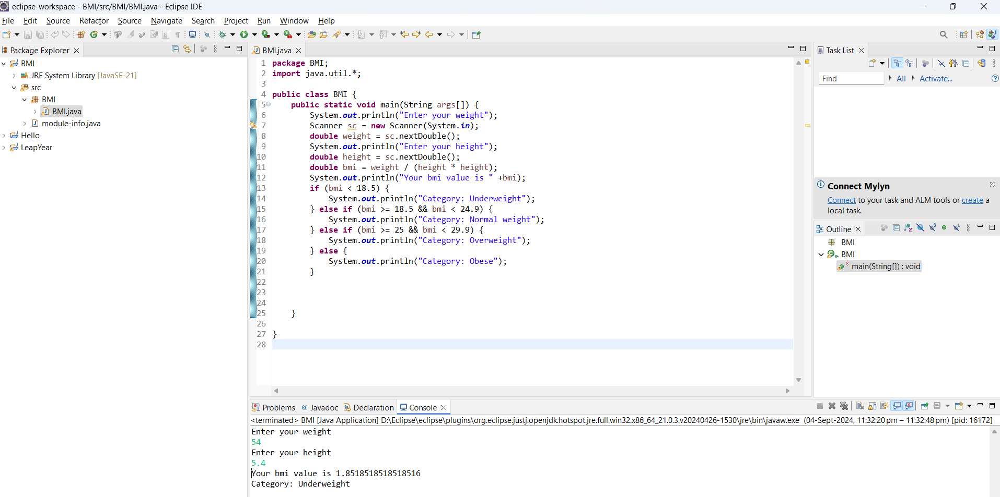 eclipse-workspace - BMI/src/BMI/BMI.java - Eclipse IDE
File Edit Source Refactor Source Navigate Search Project Run Window Help
Package Explorer
BMI
JRE System Library [JavaSE-21]
src
BMI
BMI.java
module-info.java
Hello
LeapYear
BMI.java
1 package BMI;
2 import java.util.*;
3
4 public class BMI {
5 public static void main(String args[]) {
6 System.out.println("Enter your weight");
7 Scanner sc = new Scanner(System.in);
8 double weight = sc.nextDouble();
9 System.out.println("Enter your height");
10 double height = sc.nextDouble();
11 double bmi = weight / (height * height);
12 System.out.println("Your bmi value is " +bmi);
13 if (bmi < 18.5) {
14 System.out.println("Category: Underweight");
15 } else if (bmi >= 18.5 && bmi < 24.9) {
16 System.out.println("Category: Normal weight");
17 } else if (bmi >= 25 && bmi < 29.9) {
18 System.out.println("Category: Overweight");
19 } else {
20 System.out.println("Category: Obese");
21 }
22
23
24
25 }
26
27 }
28
Task List
Find All Activate...
Connect Mylyn
Connect to your task and ALM tools or create a
local task.
Outline
BMI
BMI
main(String[]) : void
Problems @ Javadoc Declaration Console
<terminated> BMI [Java Application] D:\Eclipse\eclipse\plugins\org.eclipse.justj.openjdk.hotspot.jre.full.win32.x86_64_21.0.3.v20240426-1530\jre\bin\javaw.exe (04-Sept-2024, 11:32:20 pm – 11:32:48 pm) [pid: 16172]
Enter your weight
54
Enter your height
5.4
Your bmi value is 1.8518518518518516
Category: Underweight